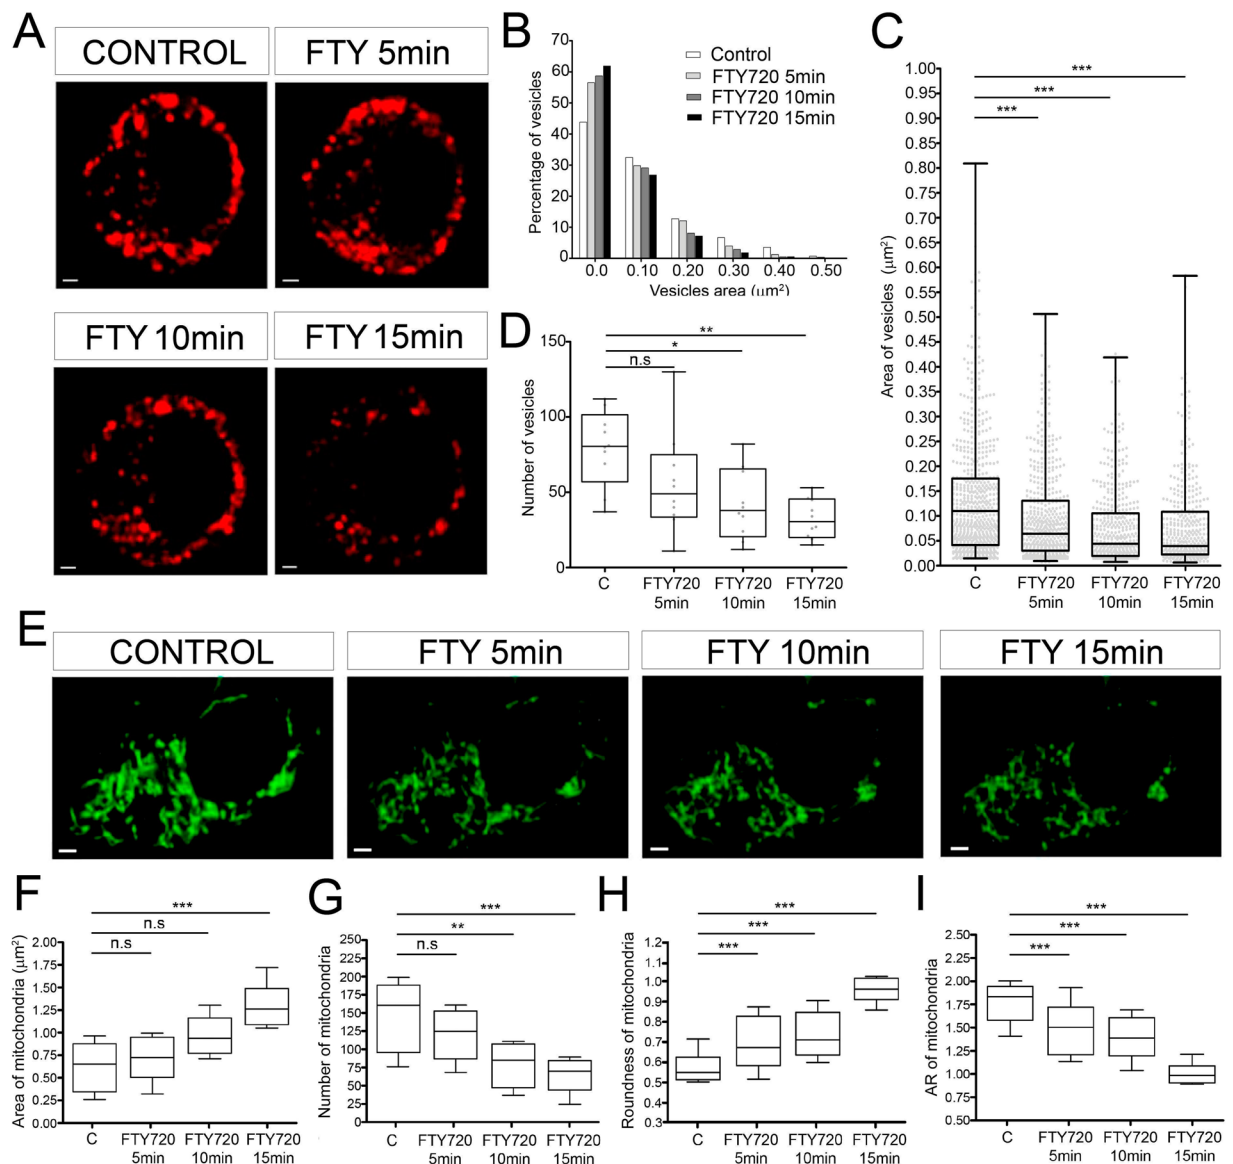 A
CONTROL
FTY 5min
FTY 10min
FTY 15min
B
Percentage of vesicles
70
60
50
40
30
20
10
0
Control
FTY720 5min
FTY720 10min
FTY720 15min
0.0 0.10 0.20 0.30 0.40 0.50
Vesicles area (μm²)
C
Area of vesicles (μm²)
1.00
0.95
0.90
0.85
0.80
0.75
0.70
0.65
0.60
0.55
0.50
0.45
0.40
0.35
0.30
0.25
0.20
0.15
0.10
0.05
0.00
***
***
***
C FTY720 FTY720 FTY720
5min 10min 15min
D
Number of vesicles
150
100
50
0
**
*
n.s
C FTY720 FTY720 FTY720
5min 10min 15min
E
CONTROL
FTY 5min
FTY 10min
FTY 15min
F
Area of mitochondria (μm²)
2.00
1.75
1.50
1.25
1.00
0.75
0.50
0.25
0.00
***
n.s
n.s
C FTY720 FTY720 FTY720
5min 10min 15min
G
Number of mitochondria
250
225
200
175
150
125
100
75
50
25
0
***
**
n.s
C FTY720 FTY720 FTY720
5min 10min 15min
H
Roundness of mitochondria
1.2
1.1
1.0
0.9
0.8
0.7
0.6
0.5
0.4
0.3
***
***
***
C FTY720 FTY720 FTY720
5min 10min 15min
I
AR of mitochondria
2.50
2.25
2.00
1.75
1.50
1.25
1.00
0.75
0.50
***
***
***
C FTY720 FTY720 FTY720
5min 10min 15min